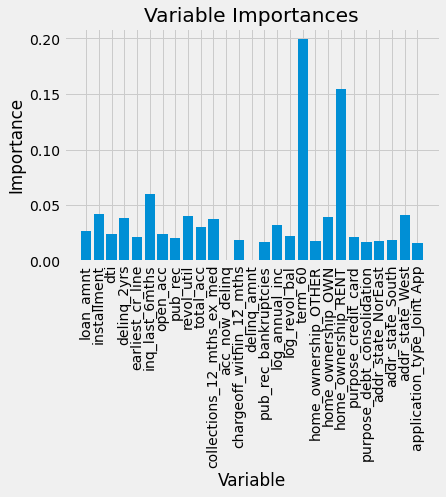 Variable Importances
Importance
0.20
0.15
0.10
0.05
0.00
loan_amnt
installment
dti
delinq_2yrs
earliest_cr_line
inq_last_6mths
open_acc
pub_rec
revol_util
total_acc
collections_12_mths_ex_med
acc_now_delinq
chargeoff_within_12_mths
delinq_amnt
pub_rec_bankruptcies
log_annual_inc
log_revol_bal
term_60
home_ownership_OTHER
home_ownership_OWN
home_ownership_RENT
purpose_credit_card
purpose_debt_consolidation
addr_state_NorEast
addr_state_South
addr_state_West
application_type_Joint App
Variable